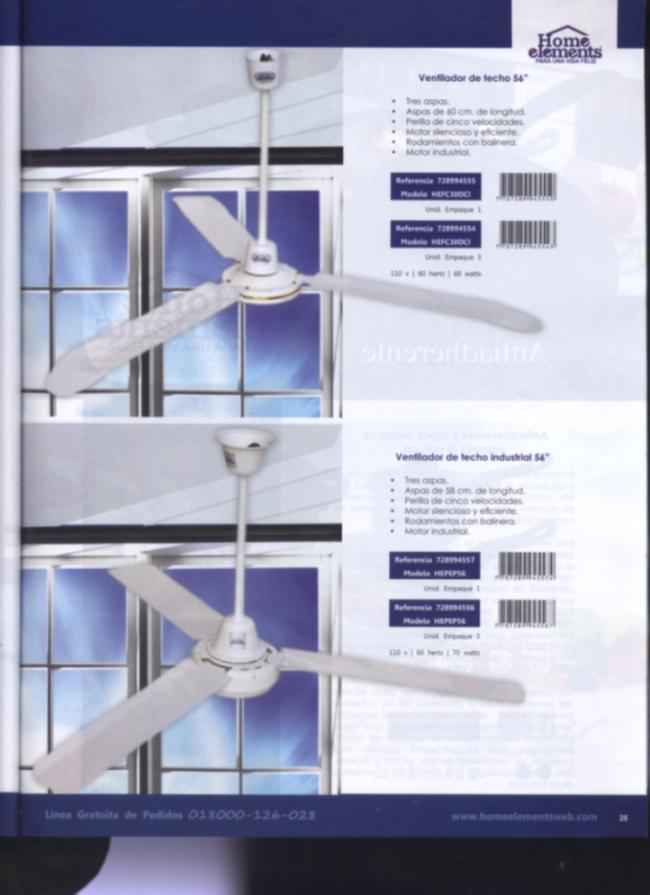 Home
elements
PARA UNA VIDA FELIZ
Ventilador de techo 56"
• Tres aspas.
• Aspas de 60 cm. de longitud.
• Perilla de cinco velocidades.
• Motor silencioso y eficiente.
• Rodamientos con balinera.
• Motor industrial.
Referencia 728994555
Modelo HEFC30DCI
Unid. Empaque 1
Referencia 728994554
Modelo HEFC30DCI
Unid. Empaque 3
110 v | 60 hertz | 60 watts
Antiadherente
Ventilador de techo industrial 56"
• Tres aspas.
• Aspas de 58 cm. de longitud.
• Perilla de cinco velocidades.
• Motor silencioso y eficiente.
• Rodamientos con balinera.
• Motor industrial.
Referencia 728994557
Modelo HEPEP56
Unid. Empaque 1
Referencia 728994556
Modelo HEPEP56
Unid. Empaque 3
110 v | 60 hertz | 70 watts
Linea Gratuita de Pedidos 018000-126-028
www.homeelementsweb.com 25